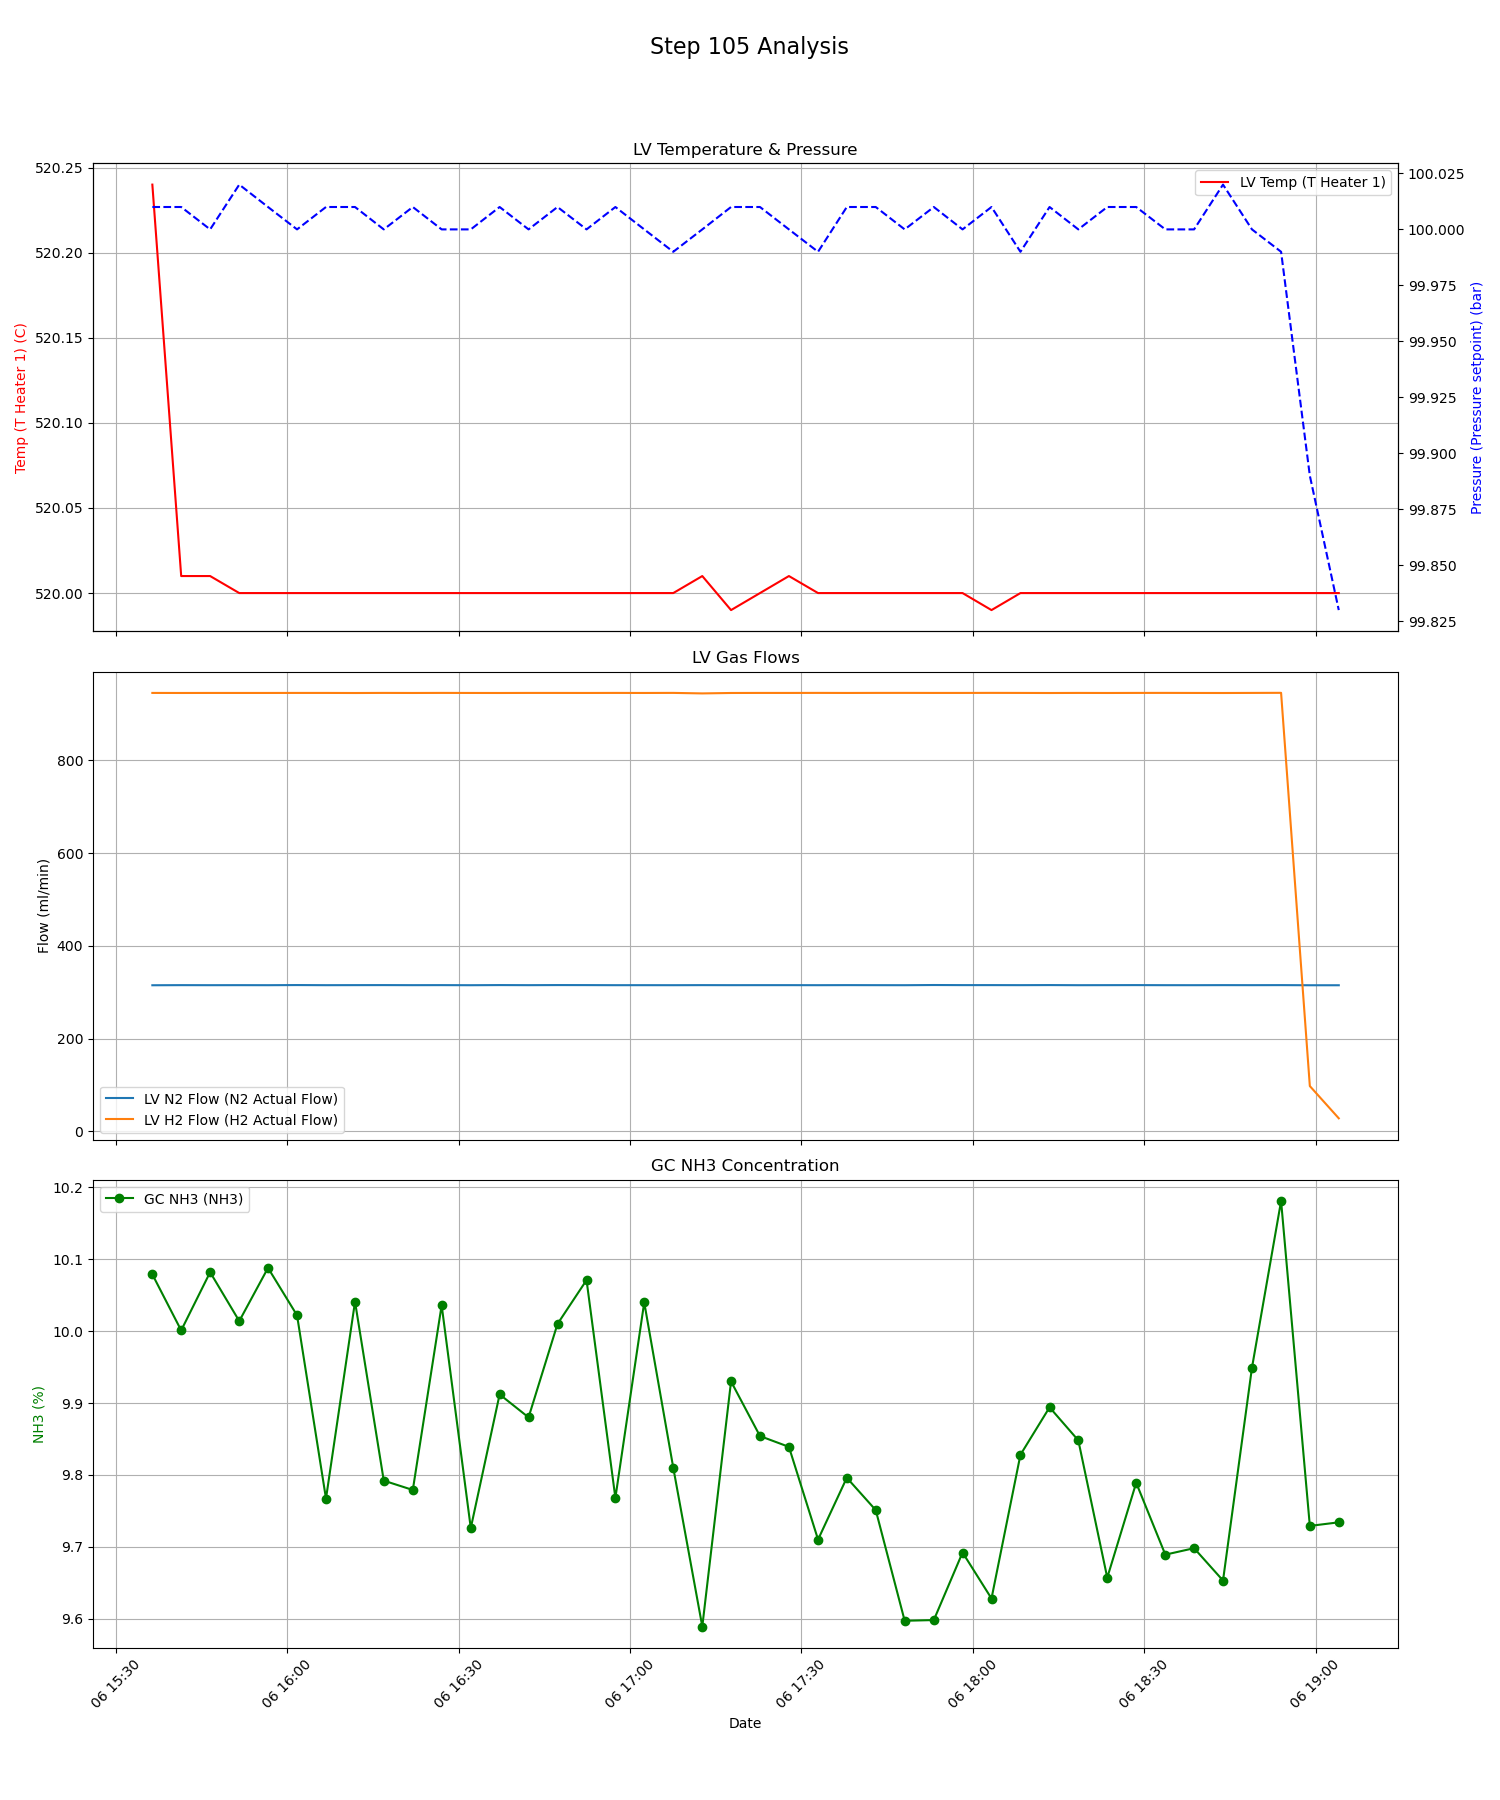 Step 105 Analysis
LV Temperature & Pressure
520.25
520.20
520.15
520.10
520.05
520.00
Temp (T Heater 1) (C)
LV Temp (T Heater 1)
100.025
100.000
99.975
99.950
99.925
99.900
99.875
99.850
99.825
Pressure (Pressure setpoint) (bar)
LV Gas Flows
800
600
400
200
0
Flow (ml/min)
LV N2 Flow (N2 Actual Flow)
LV H2 Flow (H2 Actual Flow)
GC NH3 Concentration
10.2
10.1
10.0
9.9
9.8
9.7
9.6
NH3 (%)
GC NH3 (NH3)
06 15:30
06 16:00
06 16:30
06 17:00
06 17:30
06 18:00
06 18:30
06 19:00
Date